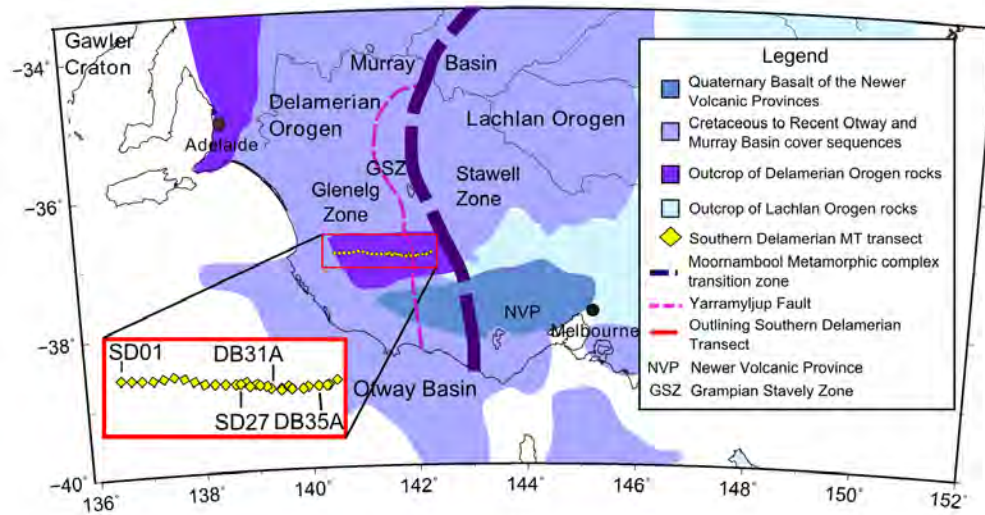 Gawler
Craton
Murray Basin
Delamerian
Orogen
Lachlan Orogen
Adelaide
GSZ
Glenelg
Zone
Stawell
Zone
NVP
Melbourne
Otway Basin
SD01
DB31A
SD27
DB35A
Legend
Quaternary Basalt of the Newer
Volcanic Provinces
Cretaceous to Recent Otway and
Murray Basin cover sequences
Outcrop of Delamerian Orogen rocks
Outcrop of Lachlan Orogen rocks
Southern Delamerian MT transect
Moornambool Metamorphic complex
transition zone
Yarramyljup Fault
Outlining Southern Delamerian
Transect
NVP Newer Volcanic Province
GSZ Grampian Stavely Zone
−34˚
−36˚
−38˚
−40˚
136˚ 138˚ 140˚ 142˚ 144˚ 146˚ 148˚ 150˚ 152˚